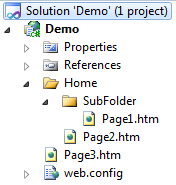 Solution 'Demo' (1 project)
Demo
Properties
References
Home
SubFolder
Page1.htm
Page2.htm
Page3.htm
web.config